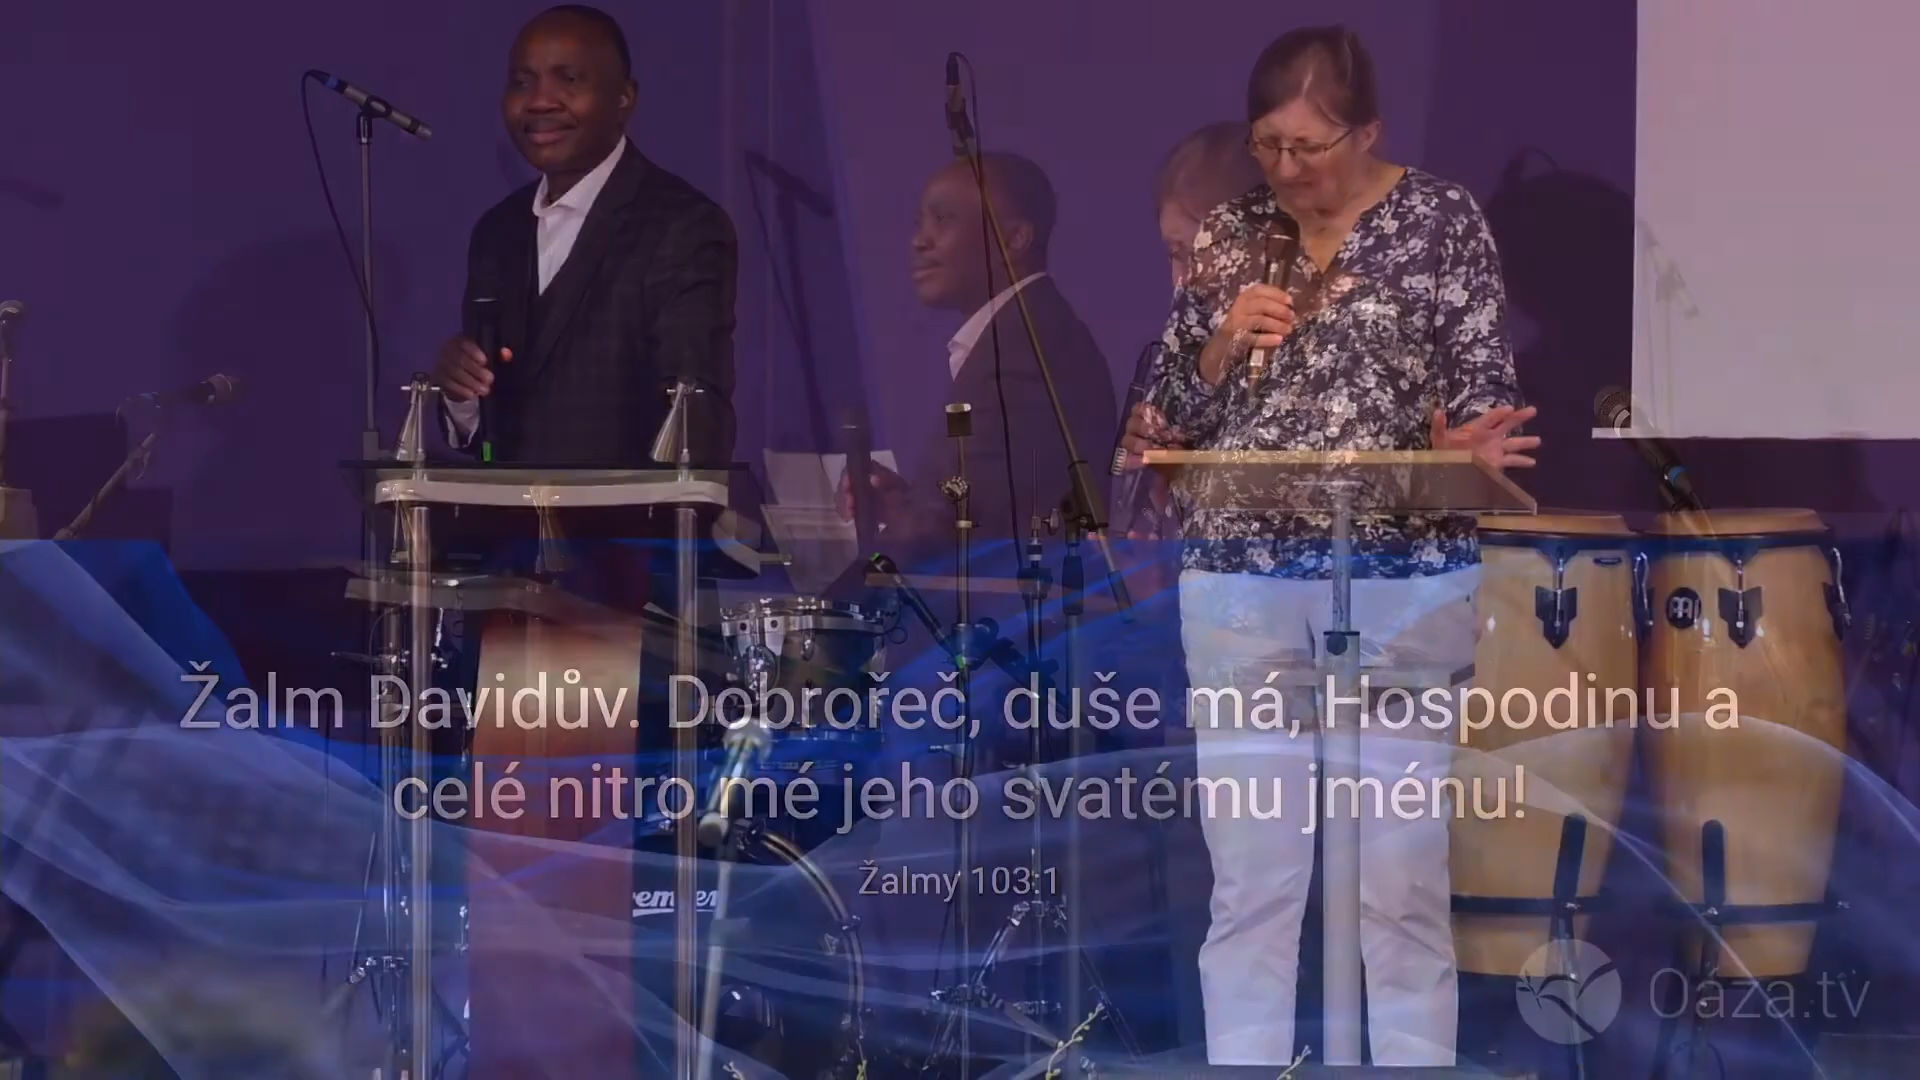 Žalm Davidův. Dobrořeč, duše má, Hospodinu a
celé nitro mé jeho svatému jménu!
Žalmy 103:1
Oáza.tv